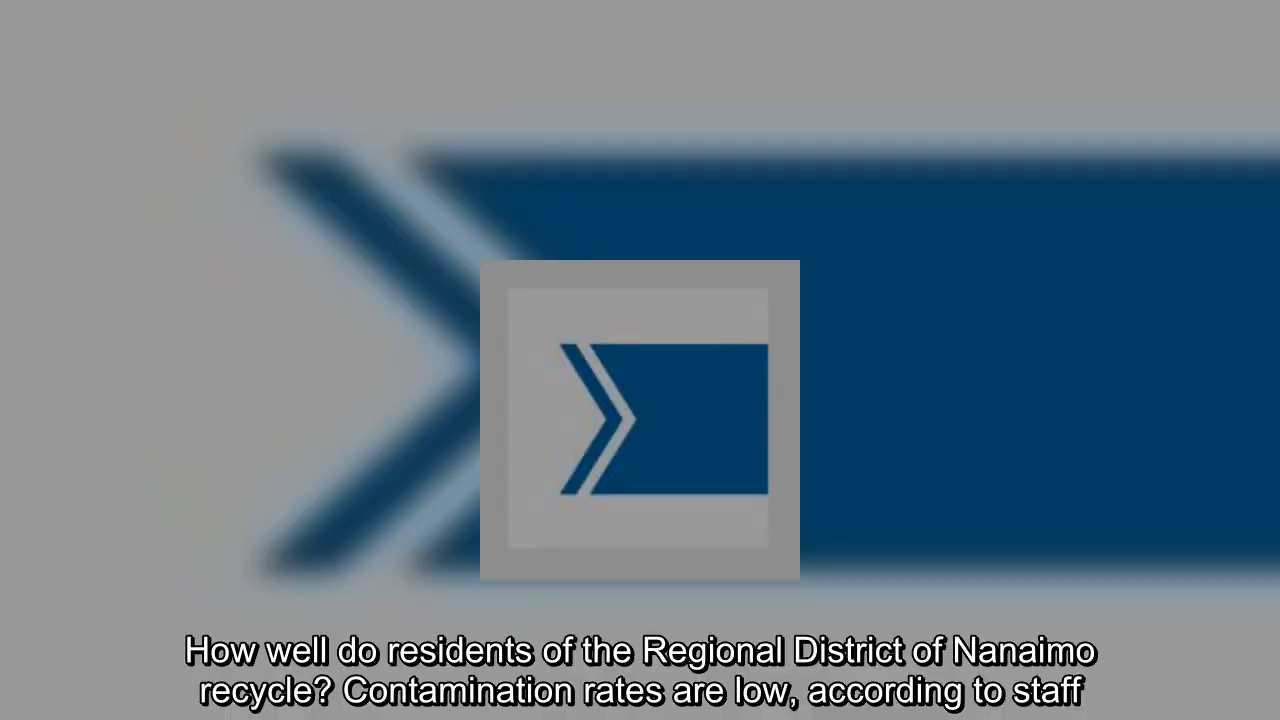 How well do residents of the Regional District of Nanaimo
recycle? Contamination rates are low, according to staff